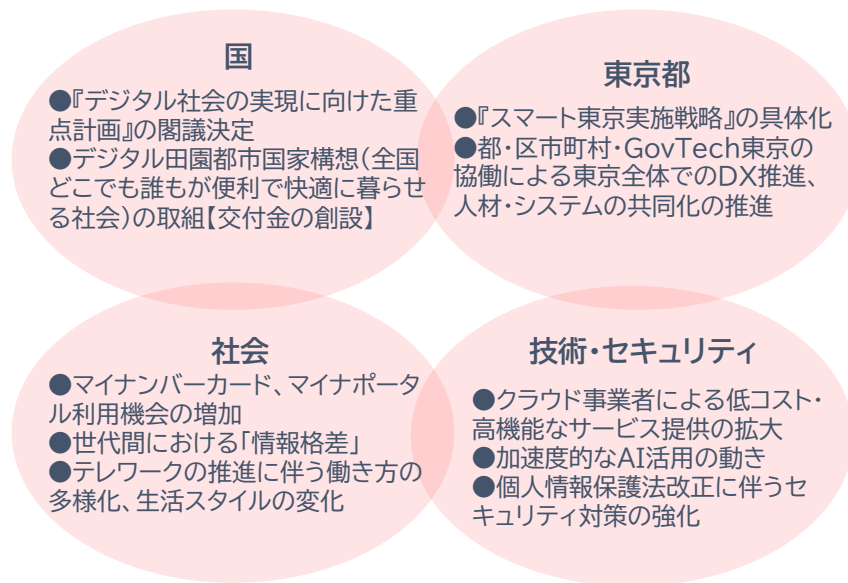 国
●『デジタル社会の実現に向けた重
点計画』の閣議決定
●デジタル田園都市国家構想(全国
どこでも誰もが便利で快適に暮らせ
る社会)の取組【交付金の創設】
東京都
●『スマート東京実施戦略』の具体化
●都・区市町村・GovTech東京の
協働による東京全体でのDX推進、
人材・システムの共同化の推進
社会
●マイナンバーカード、マイナポータ
ル利用機会の増加
●世代間における「情報格差」
●テレワークの推進に伴う働き方の
多様化、生活スタイルの変化
技術・セキュリティ
●クラウド事業者による低コスト・
高機能なサービス提供の拡大
●加速度的なAI活用の動き
●個人情報保護法改正に伴うセ
キュリティ対策の強化